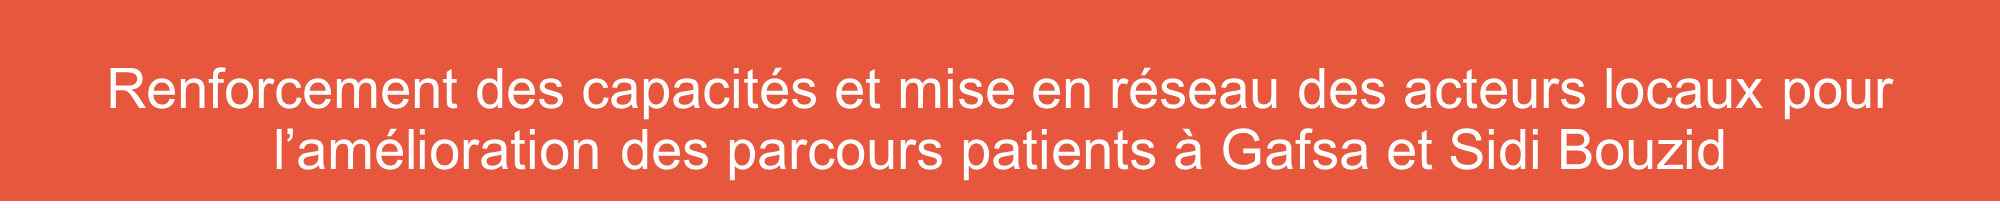 Renforcement des capacités et mise en réseau des acteurs locaux pour
l’amélioration des parcours patients à Gafsa et Sidi Bouzid